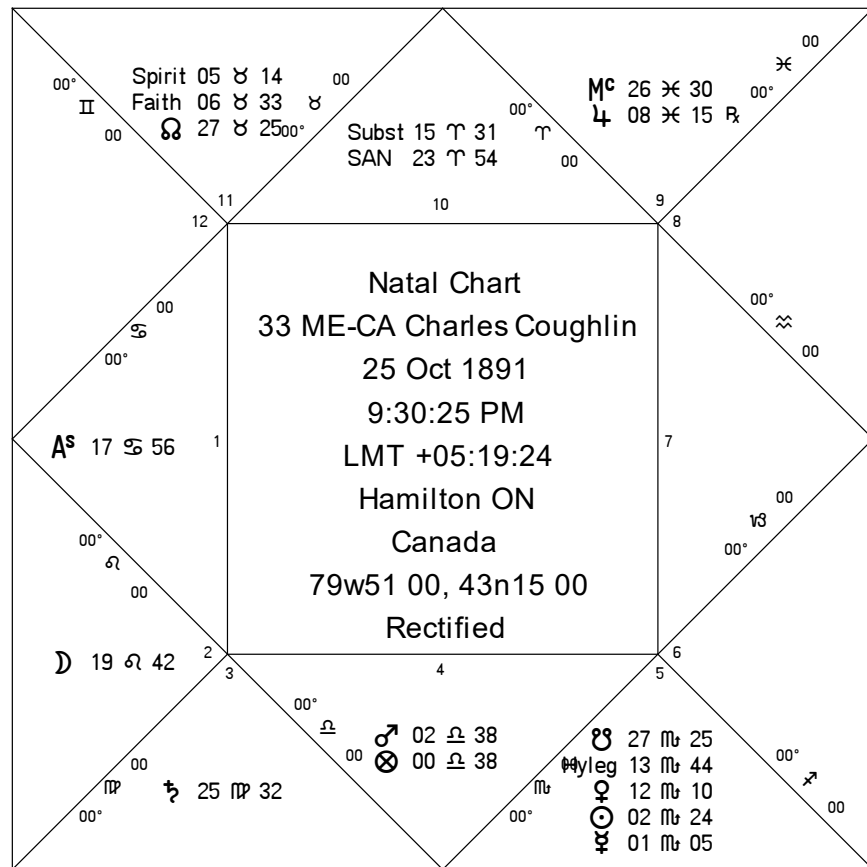 00
00° ♓
Mc 26 ♓ 30
♃ 08 ♓ 15 ℞
00° ♊ 00
Spirit 05 ♉ 14
Faith 06 ♉ 33
☊ 27 ♉ 25
00 ♉ 00°
Subst 15 ♈ 31
SAN 23 ♈ 54
00° ♈ 00
11
12
10
9
8
00 ♋ 00°
00° ♒ 00
Natal Chart
33 ME-CA Charles Coughlin
25 Oct 1891
9:30:25 PM
LMT +05:19:24
Hamilton ON
Canada
79w51 00, 43n15 00
Rectified
As 17 ♋ 56
1
7
00 ♑ 00°
00° ♌ 00
☽ 19 ♌ 42
2
3
4
6
5
00 ♍ 00°
♄ 25 ♍ 32
00° ♎ 00
♂ 02 ♎ 38
⊗ 00 ♎ 38
00° ♏
☋ 27 ♏ 25
Hyleg 13 ♏ 44
♀ 12 ♏ 10
☉ 02 ♏ 24
☿ 01 ♏ 05
00° ♐ 00